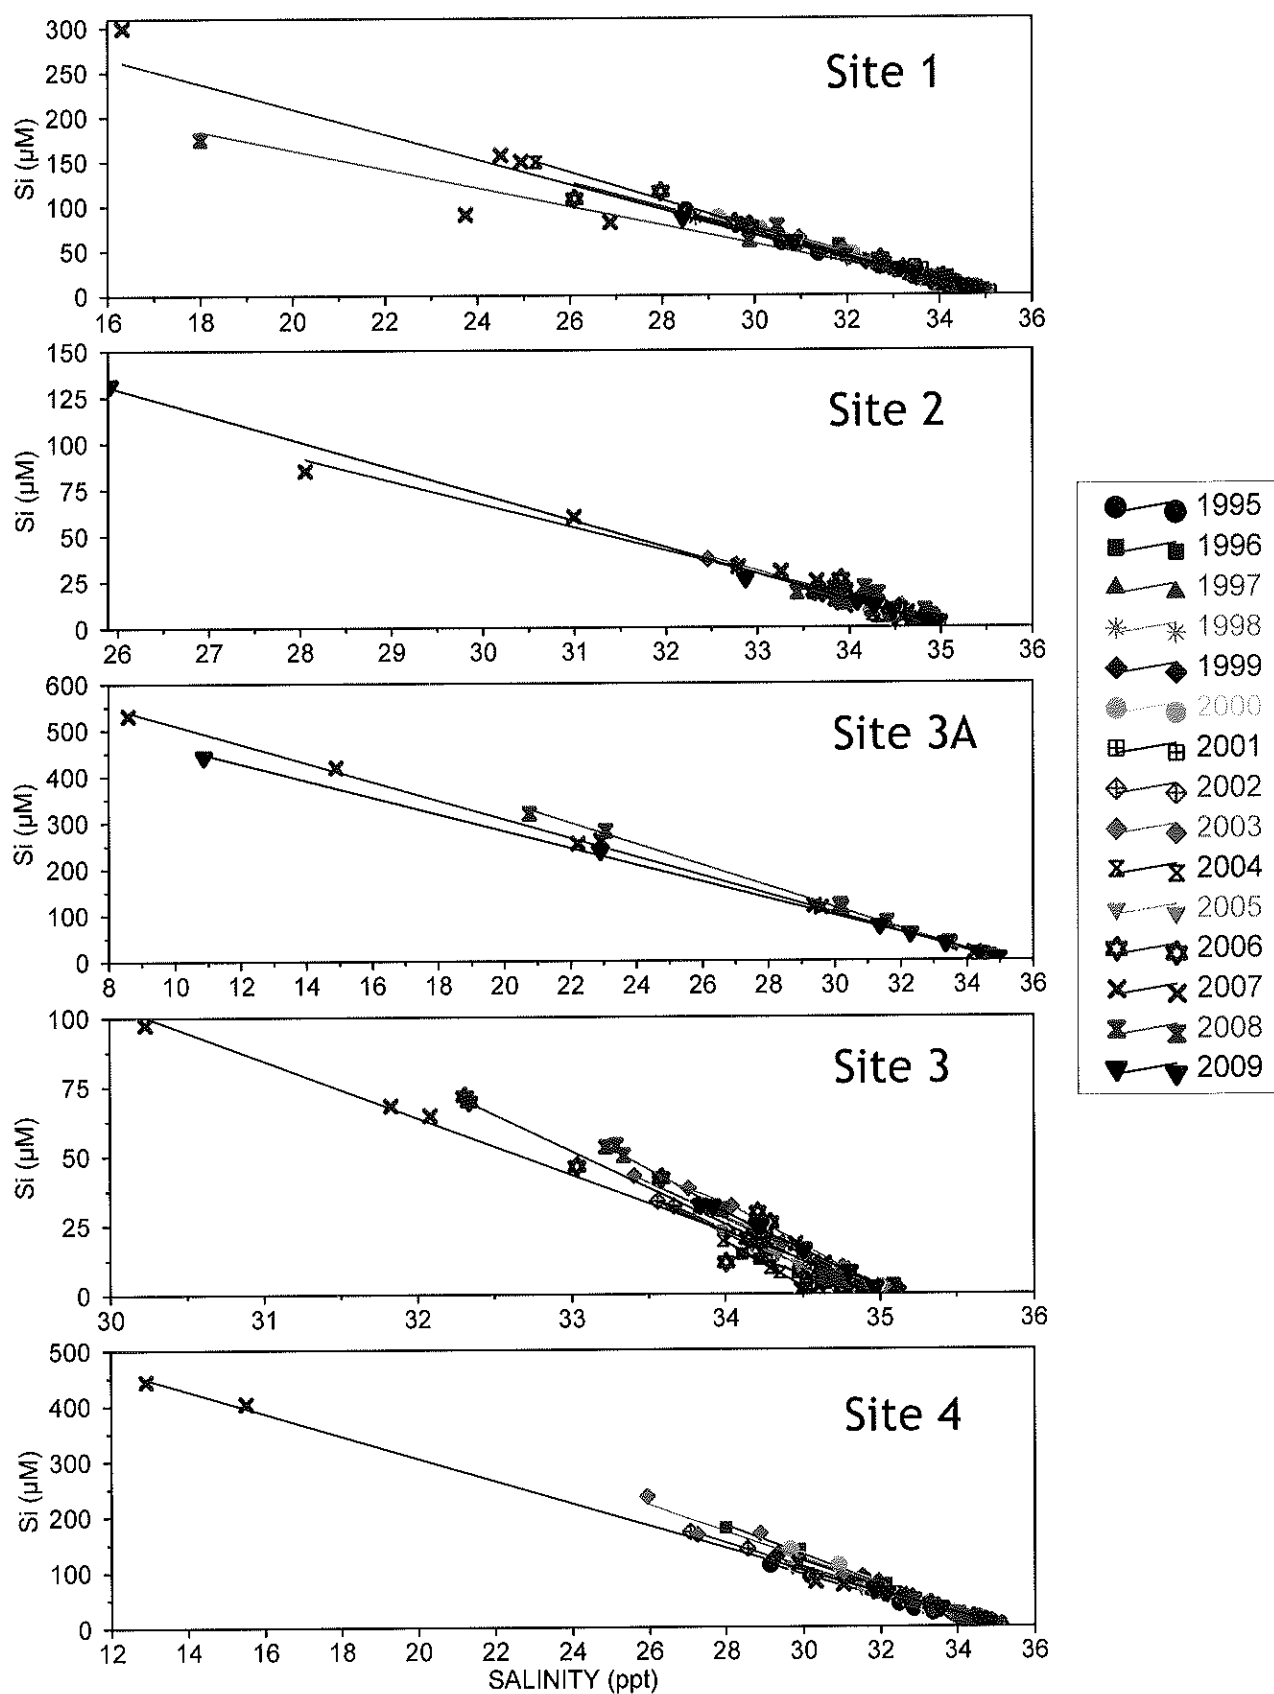 300
250
200
150
100
50
0
Si (µM)
Site 1
16 18 20 22 24 26 28 30 32 34 36
150
125
100
75
50
25
0
Si (µM)
Site 2
26 27 28 29 30 31 32 33 34 35 36
600
500
400
300
200
100
0
Si (µM)
Site 3A
8 10 12 14 16 18 20 22 24 26 28 30 32 34 36
100
75
50
25
0
Si (µM)
Site 3
30 31 32 33 34 35 36
500
400
300
200
100
0
Si (µM)
Site 4
12 14 16 18 20 22 24 26 28 30 32 34 36
SALINITY (ppt)
1995
1996
1997
1998
1999
2000
2001
2002
2003
2004
2005
2006
2007
2008
2009